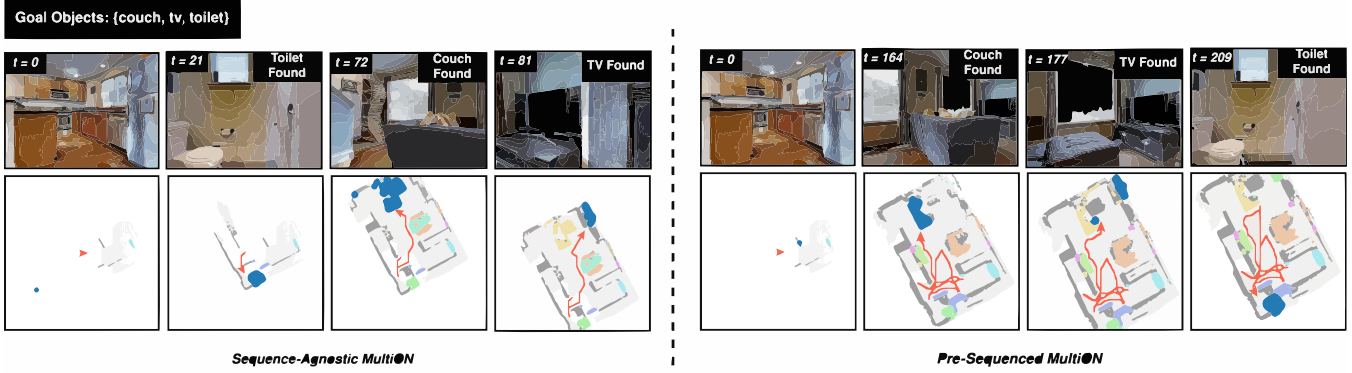 Goal Objects: {couch, tv, toilet}
t = 0
t = 21
Toilet
Found
t = 72
Couch
Found
t = 81
TV Found
t = 0
t = 164
Couch
Found
t = 177
TV Found
t = 209
Toilet
Found
Sequence-Agnostic MultiON
Pre-Sequenced MultiON